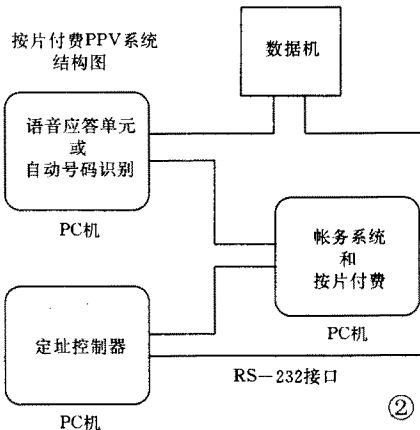 按片付费PPV系统
结构图
数据机
语音应答单元
或
自动号码识别
PC机
帐务系统
和
按片付费
PC机
定址控制器
RS—232接口
PC机
②